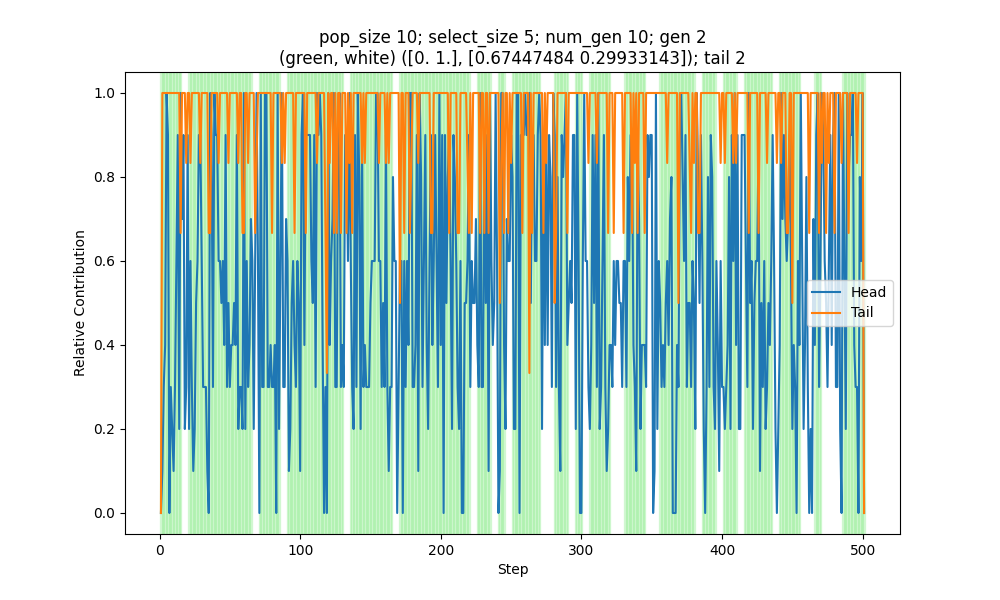 pop_size 10; select_size 5; num_gen 10; gen 2
(green, white) ([0. 1.], [0.67447484 0.29933143]); tail 2
1.0
0.8
0.6
0.4
0.2
0.0
Relative Contribution
Head
Tail
0
100
200
300
400
500
Step